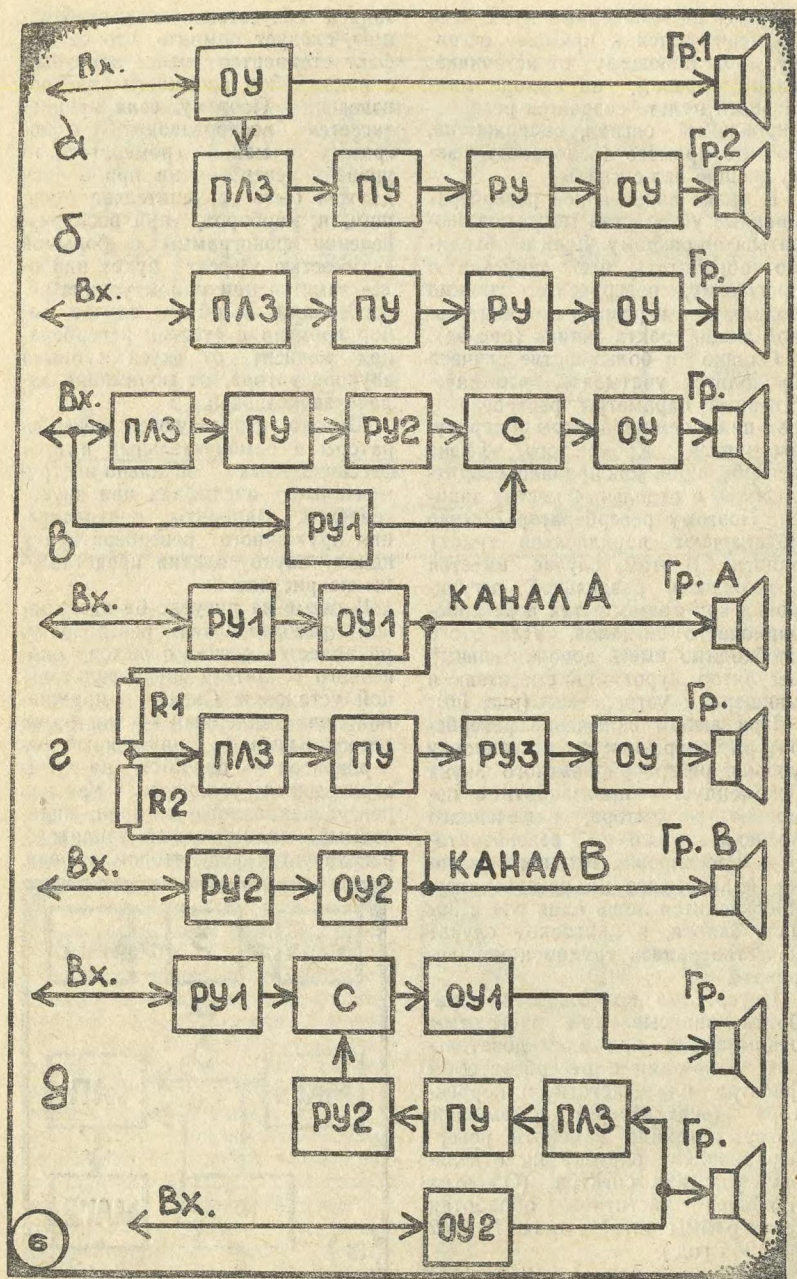 Вх. ОУ Гр.1
а
ПЛЗ ПУ РУ ОУ Гр.2
б
Вх. ПЛЗ ПУ РУ ОУ Гр.
Вх. ПЛЗ ПУ РУ2 С ОУ Гр.
в
РУ1
Вх. РУ1 ОУ1 КАНАЛ А Гр. А
R1
г
ПЛЗ ПУ РУ3 ОУ Гр.
R2
Вх. РУ2 ОУ2 КАНАЛ В Гр. В
Вх. РУ1 С ОУ1 Гр.
д
РУ2 ПУ ПЛЗ Гр.
Вх. ОУ2
6